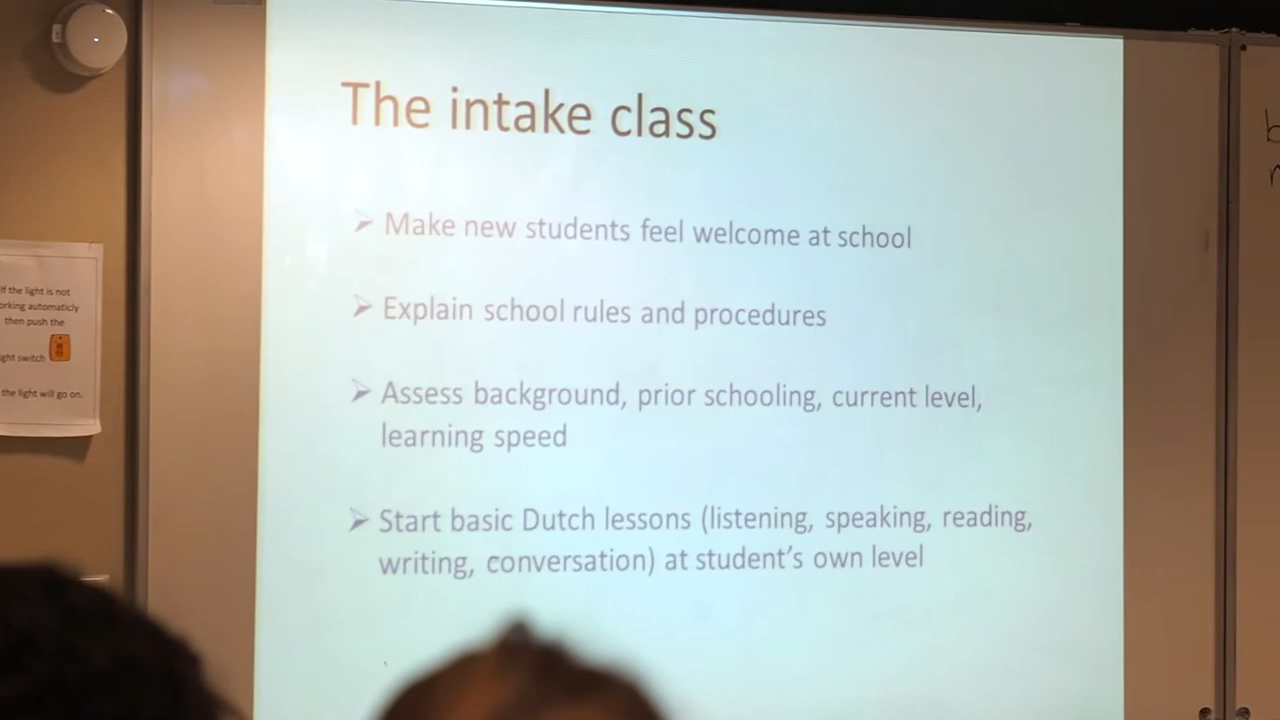 The intake class
Make new students feel welcome at school
Explain school rules and procedures
Assess background, prior schooling, current level,
learning speed
Start basic Dutch lessons (listening, speaking, reading,
writing, conversation) at student's own level
If the light is not
automaticly
then push the
switch
the light will go on.